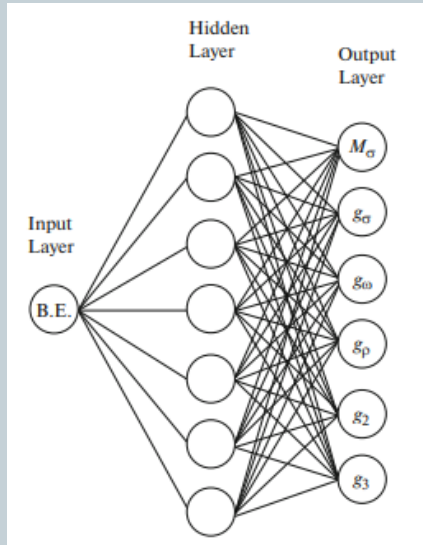 Hidden
Layer
Output
Layer
Input
Layer
B.E.
Mσ
gσ
gω
gρ
g2
g3